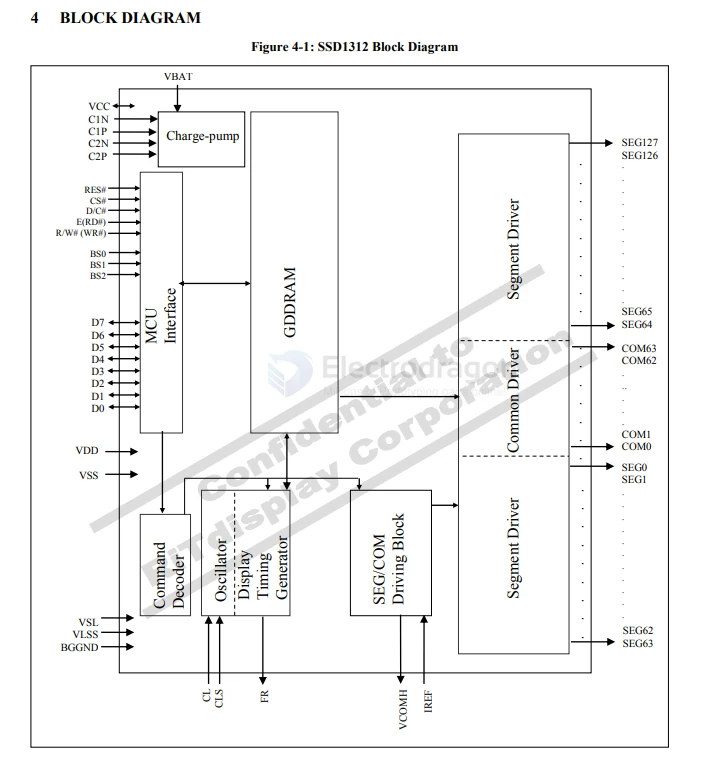 4 BLOCK DIAGRAM
Figure 4-1: SSD1312 Block Diagram
VBAT
VCC
C1N
C1P
C2N
C2P
Charge-pump
RES#
CS#
D/C#
E(RD#)
R/W# (WR#)
BS0
BS1
BS2
D7
D6
D5
D4
D3
D2
D1
D0
MCU
Interface
GDDRAM
VDD
VSS
Command
Decoder
Oscillator
Display
Timing
Generator
SEG/COM
Driving Block
VSL
VLSS
BGGND
CL
CLS
FR
VCOMH
IREF
Segment Driver
Common Driver
Segment Driver
SEG127
SEG126
SEG65
SEG64
COM63
COM62
COM1
COM0
SEG0
SEG1
SEG62
SEG63
Electrodragon
Confidential to
EiTdisplay Corporation